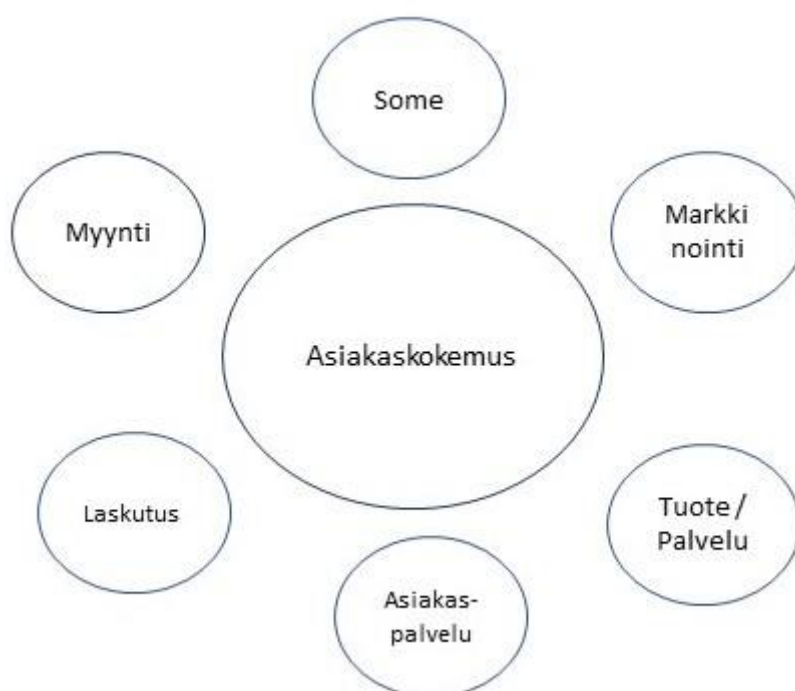 Some
Myynti
Markki
nointi
Asiakaskokemus
Laskutus
Tuote /
Palvelu
Asiakas-
palvelu